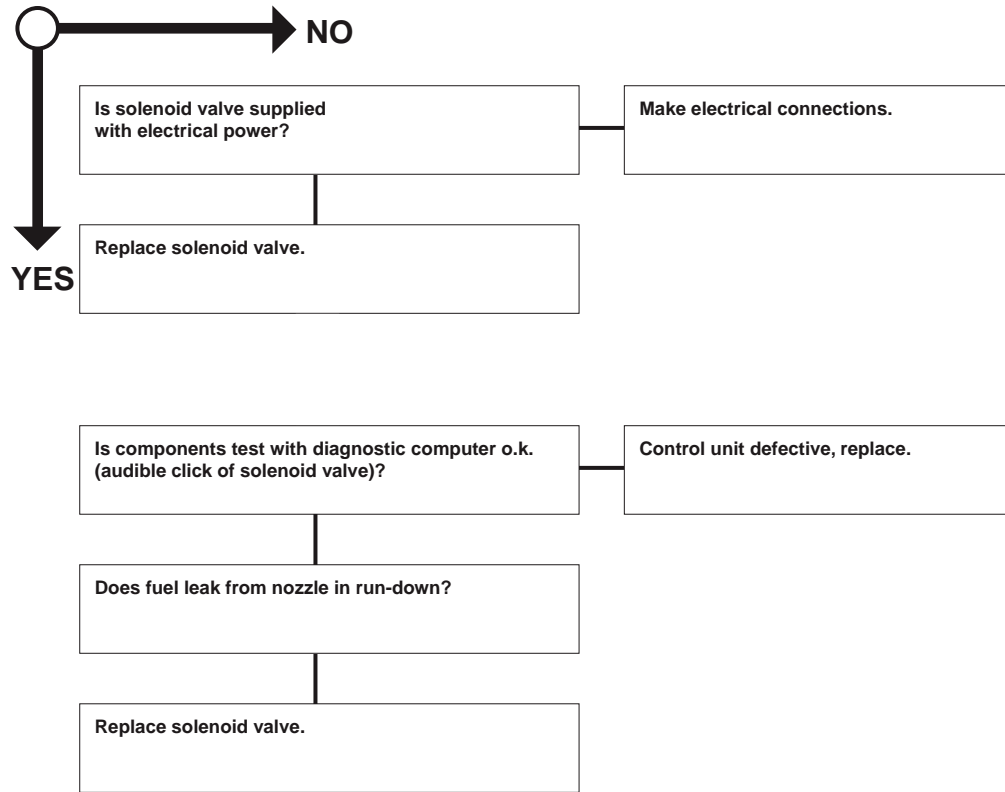 NO
Is solenoid valve supplied
with electrical power?
Make electrical connections.
Replace solenoid valve.
YES
Is components test with diagnostic computer o.k.
(audible click of solenoid valve)?
Control unit defective, replace.
Does fuel leak from nozzle in run-down?
Replace solenoid valve.